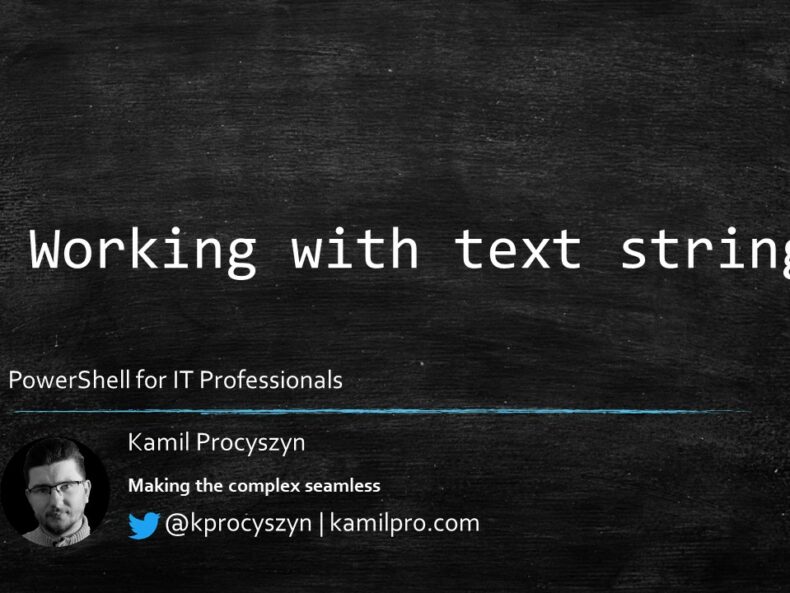 Working with text string
PowerShell for IT Professionals
Kamil Procyszyn
Making the complex seamless
@kprocyszyn | kamilpro.com